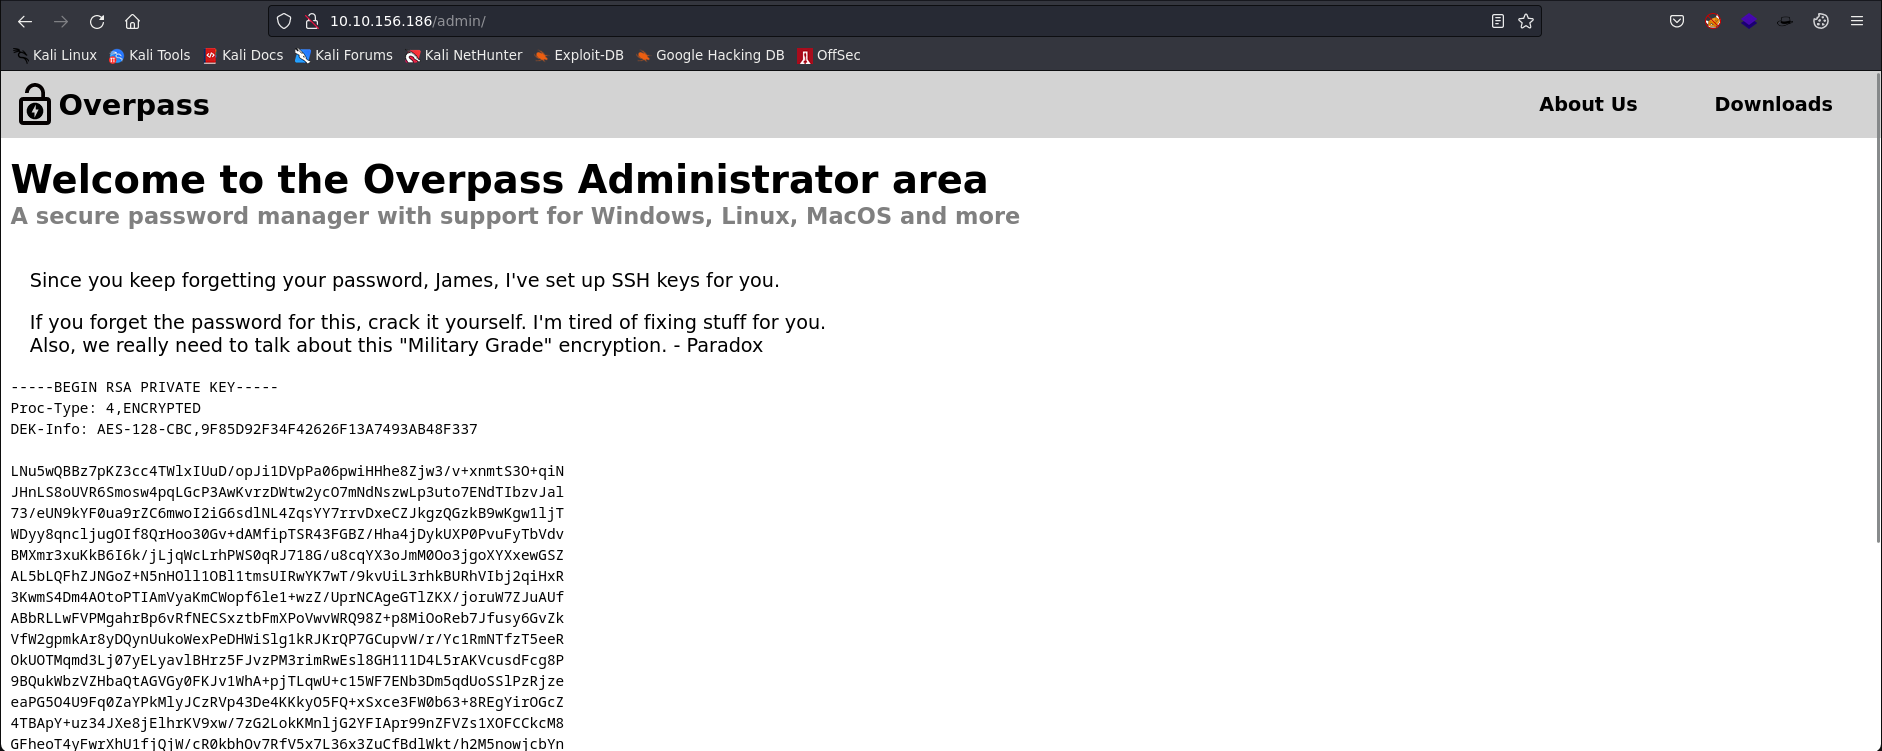 10.10.156.186/admin/
Kali Linux Kali Tools Kali Docs Kali Forums Kali NetHunter Exploit-DB Google Hacking DB OffSec
Overpass About Us Downloads
Welcome to the Overpass Administrator area
A secure password manager with support for Windows, Linux, MacOS and more
Since you keep forgetting your password, James, I've set up SSH keys for you.
If you forget the password for this, crack it yourself. I'm tired of fixing stuff for you.
Also, we really need to talk about this "Military Grade" encryption. - Paradox
-----BEGIN RSA PRIVATE KEY-----
Proc-Type: 4,ENCRYPTED
DEK-Info: AES-128-CBC,9F85D92F34F42626F13A7493AB48F337
LNu5wQBBz7pKZ3cc4TWlxIUuD/opJi1DVpPa06pwiHHhe8Zjw3/v+xnmtS3O+qiN
JHnLS8oUVR6Smosw4pqLGcP3AwKvrzDWtw2ycO7mNdNszwLp3uto7ENdTIbzvJal
73/eUN9kYF0ua9rZC6mwoI2iG6sdlNL4ZqsYY7rrvDxeCZJkgzQGzkB9wKgw1ljT
WDyy8qncljugOIf8QrHoo30Gv+dAMfipTSR43FGBZ/Hha4jDykUXP0PvuFyTbVdv
BMXmr3xuKkB6I6k/jLjqWcLrhPWS0qRJ718G/u8cqYX3oJmM0Oo3jgoXYXxewGSZ
AL5bLQFhZJNGoZ+N5nHOll1OBl1tmsUIRwYK7wT/9kvUiL3rhkBURhVIbj2qiHxR
3KwmS4Dm4AOtoPTIAmVyaKmCWopf6le1+wzZ/UprNCAgeGTlZKX/joruW7ZJuAUf
ABbRLLwFVPMgahrBp6vRfNECSxztbFmXPoVwvWRQ98Z+p8MiOoReb7Jfusy6GvZk
VfW2gpmkAr8yDQynUukoWexPeDHWiSlg1kRJKrQP7GCupvW/r/Yc1RmNTfzT5eeR
OkUOTMqmd3Lj07yELyavlBHrz5FJvzPM3rimRwEsl8GH111D4L5rAKVcusdFcg8P
9BQukWbzVZHbaQtAGVGy0FKJv1WhA+pjTLqwU+c15WF7ENb3Dm5qdUoSSlPzRjze
eaPG5O4U9Fq0ZaYPkMlyJCzRVp43De4KKkyO5FQ+xSxce3FW0b63+8REgYirOGcZ
4TBApY+uz34JXe8jElhrKV9xw/7zG2LokKMnljG2YFIApr99nZFVZs1XOFCCkcM8
GFheoT4yFwrXhU1fjQjW/cR0kbhOv7RfV5x7L36x3ZuCfBdlWkt/h2M5nowjcbYn